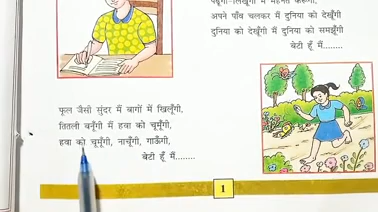 पढूँगी-लिखूँगी मैं मेहनत करूँगी,
अपने पाँव चलकर मैं दुनिया को देखूँगी
दुनिया को देखूँगी मैं दुनिया को समझूँगी
बेटी हूँ मैं........
फूल जैसी सुंदर मैं बागों में खिलूँगी,
तितली बनूँगी मैं हवा को चूमूँगी,
हवा को चूमूँगी, नाचूँगी, गाऊँगी,
बेटी हूँ मैं........
1